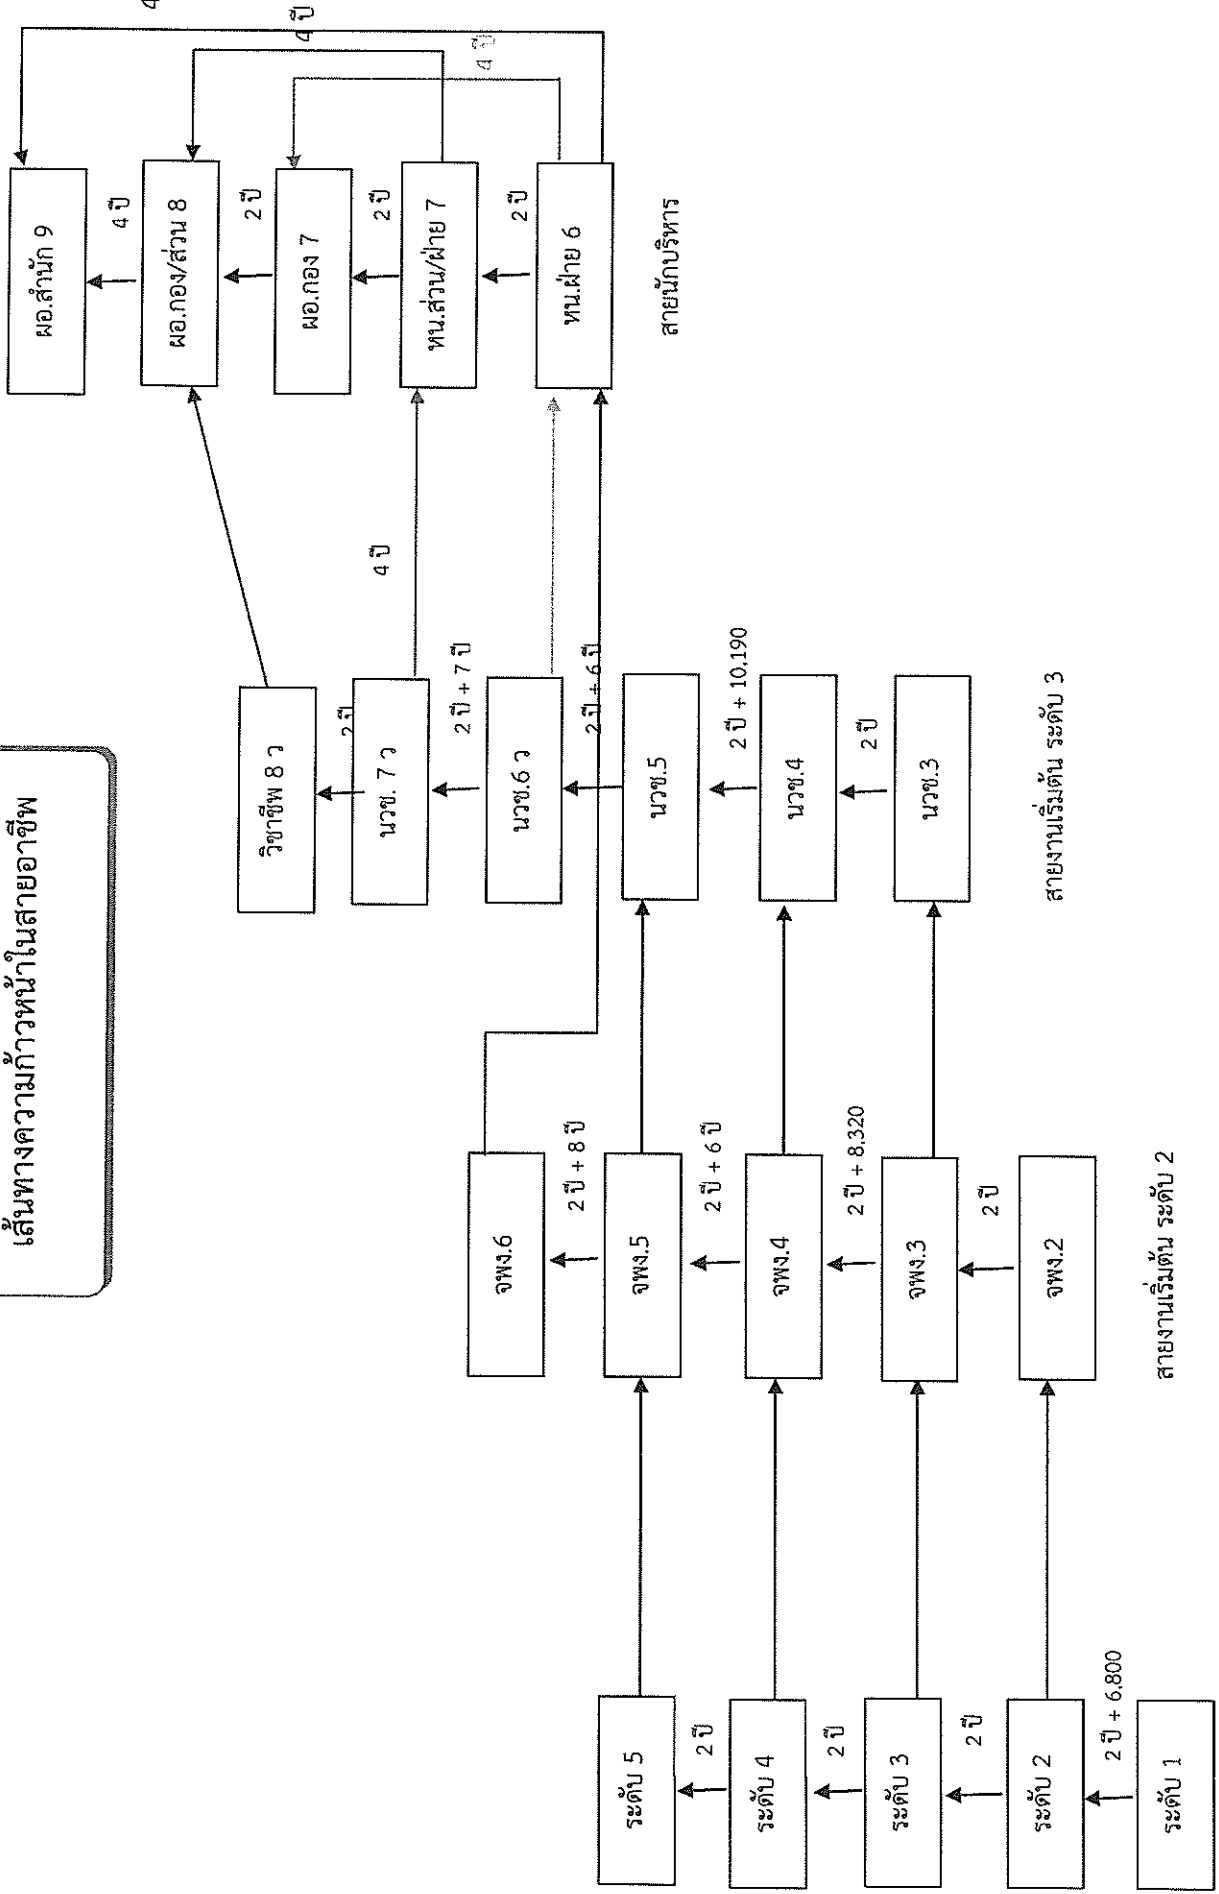 เส้นทางความก้าวหน้าในสายอาชีพ
ระดับ 5
2 ปี
ระดับ 4
2 ปี
ระดับ 3
2 ปี
ระดับ 2
2 ปี + 6.800
ระดับ 1
จพง.6
2 ปี + 8 ปี
จพง.5
2 ปี + 6 ปี
จพง.4
2 ปี + 8.320
จพง.3
2 ปี
จพง.2
สายงานเริ่มต้น ระดับ 2
วิชาชีพ 8 ว
2 ปี
นวช. 7 ว
2 ปี + 7 ปี
นวช.6 ว
2 ปี + 6 ปี
นวช.5
2 ปี + 10.190
นวช.4
2 ปี
นวช.3
สายงานเริ่มต้น ระดับ 3
4 ปี
ผอ.สำนัก 9
4 ปี
ผอ.กอง/ส่วน 8
2 ปี
ผอ.กอง 7
2 ปี
หน.ส่วน/ฝ่าย 7
2 ปี
หน.ฝ่าย 6
สายนักบริหาร
4 ปี
4 ปี
4